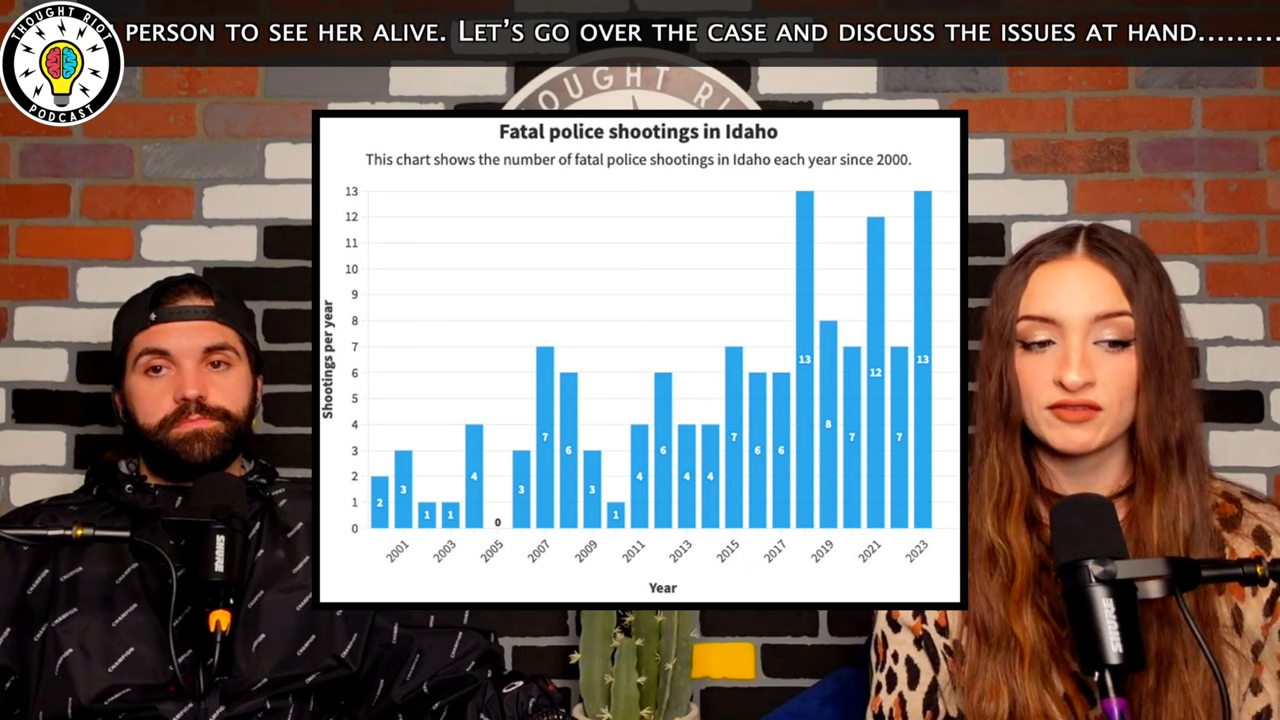 THOUGHT RIOT
PODCAST
PERSON TO SEE HER ALIVE. LET'S GO OVER THE CASE AND DISCUSS THE ISSUES AT HAND.........
OUGHT RI
Fatal police shootings in Idaho
This chart shows the number of fatal police shootings in Idaho each year since 2000.
Shootings per year
13
12
11
10
9
8
7
6
5
4
3
2
1
0
2 3 1 1 4 0 3 7 6 3 1 4 6 4 4 7 6 6 13 8 7 12 7 13
2001 2003 2005 2007 2009 2011 2013 2015 2017 2019 2021 2023
Year
CHAMPION
SHURE
SHURE